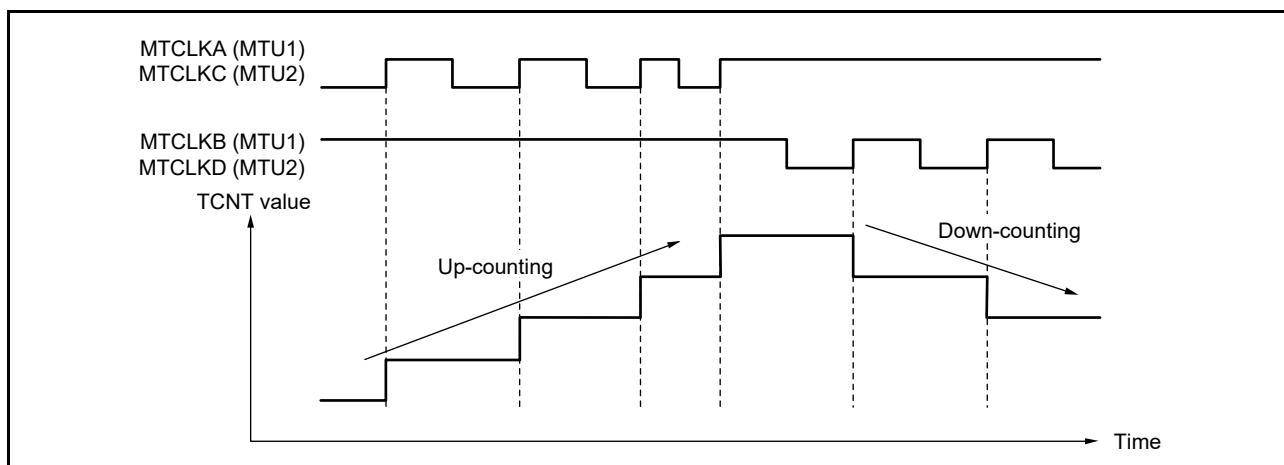 MTCLKA (MTU1)
MTCLKC (MTU2)
MTCLKB (MTU1)
MTCLKD (MTU2)
TCNT value
Up-counting
Down-counting
Time